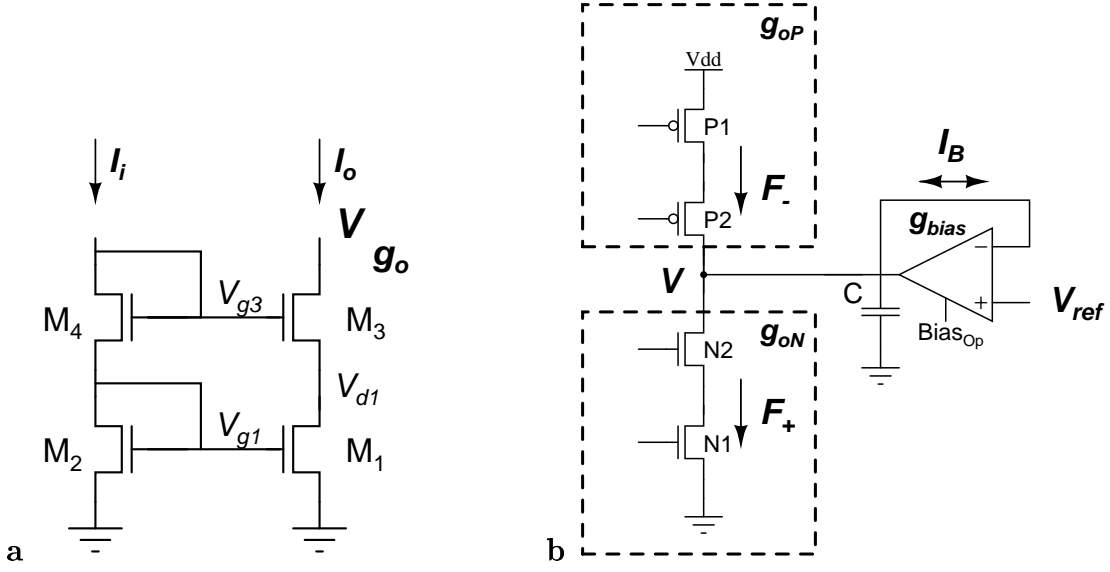 I_i
I_o
V
g_o
V_g3
M_4
M_3
V_d1
V_g1
M_2
M_1
a
g_oP
Vdd
P1
F_-
P2
I_B
g_bias
−
V
C
+
V_ref
Bias_Op
g_oN
N2
F_+
N1
b